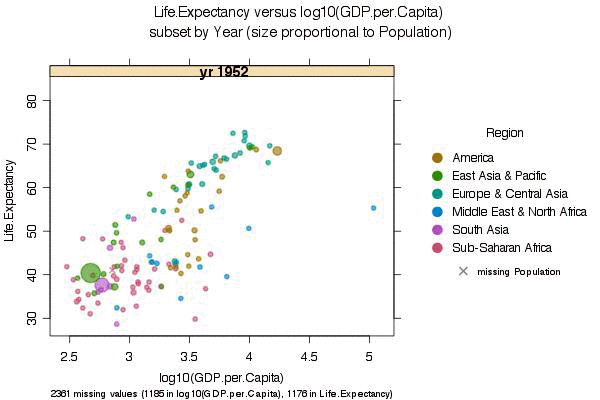 Life.Expectancy versus log10(GDP.per.Capita)
subset by Year (size proportional to Population)
yr 1952
Life.Expectancy
80
70
60
50
40
30
2.5 3.0 3.5 4.0 4.5 5.0
log10(GDP.per.Capita)
2361 missing values (1185 in log10(GDP.per.Capita), 1176 in Life.Expectancy)
Region
America
East Asia & Pacific
Europe & Central Asia
Middle East & North Africa
South Asia
Sub-Saharan Africa
missing Population